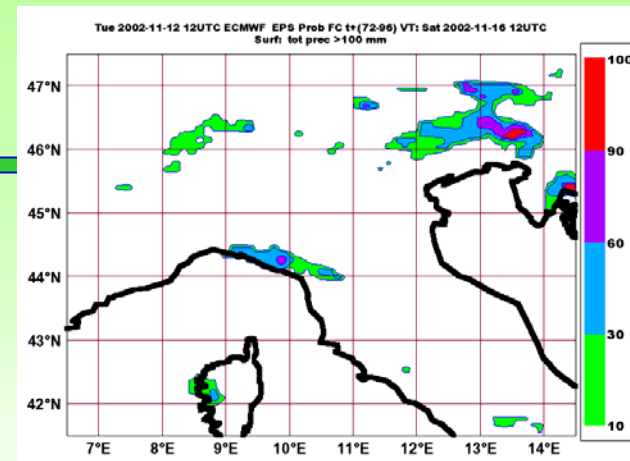 Tue 2002-11-12 12UTC ECMWF EPS Prob FC t+(72-96) VT: Sat 2002-11-16 12UTC
Surf: tot prec >100 mm
47°N
46°N
45°N
44°N
43°N
42°N
7°E 8°E 9°E 10°E 11°E 12°E 13°E 14°E
100
90
60
30
10